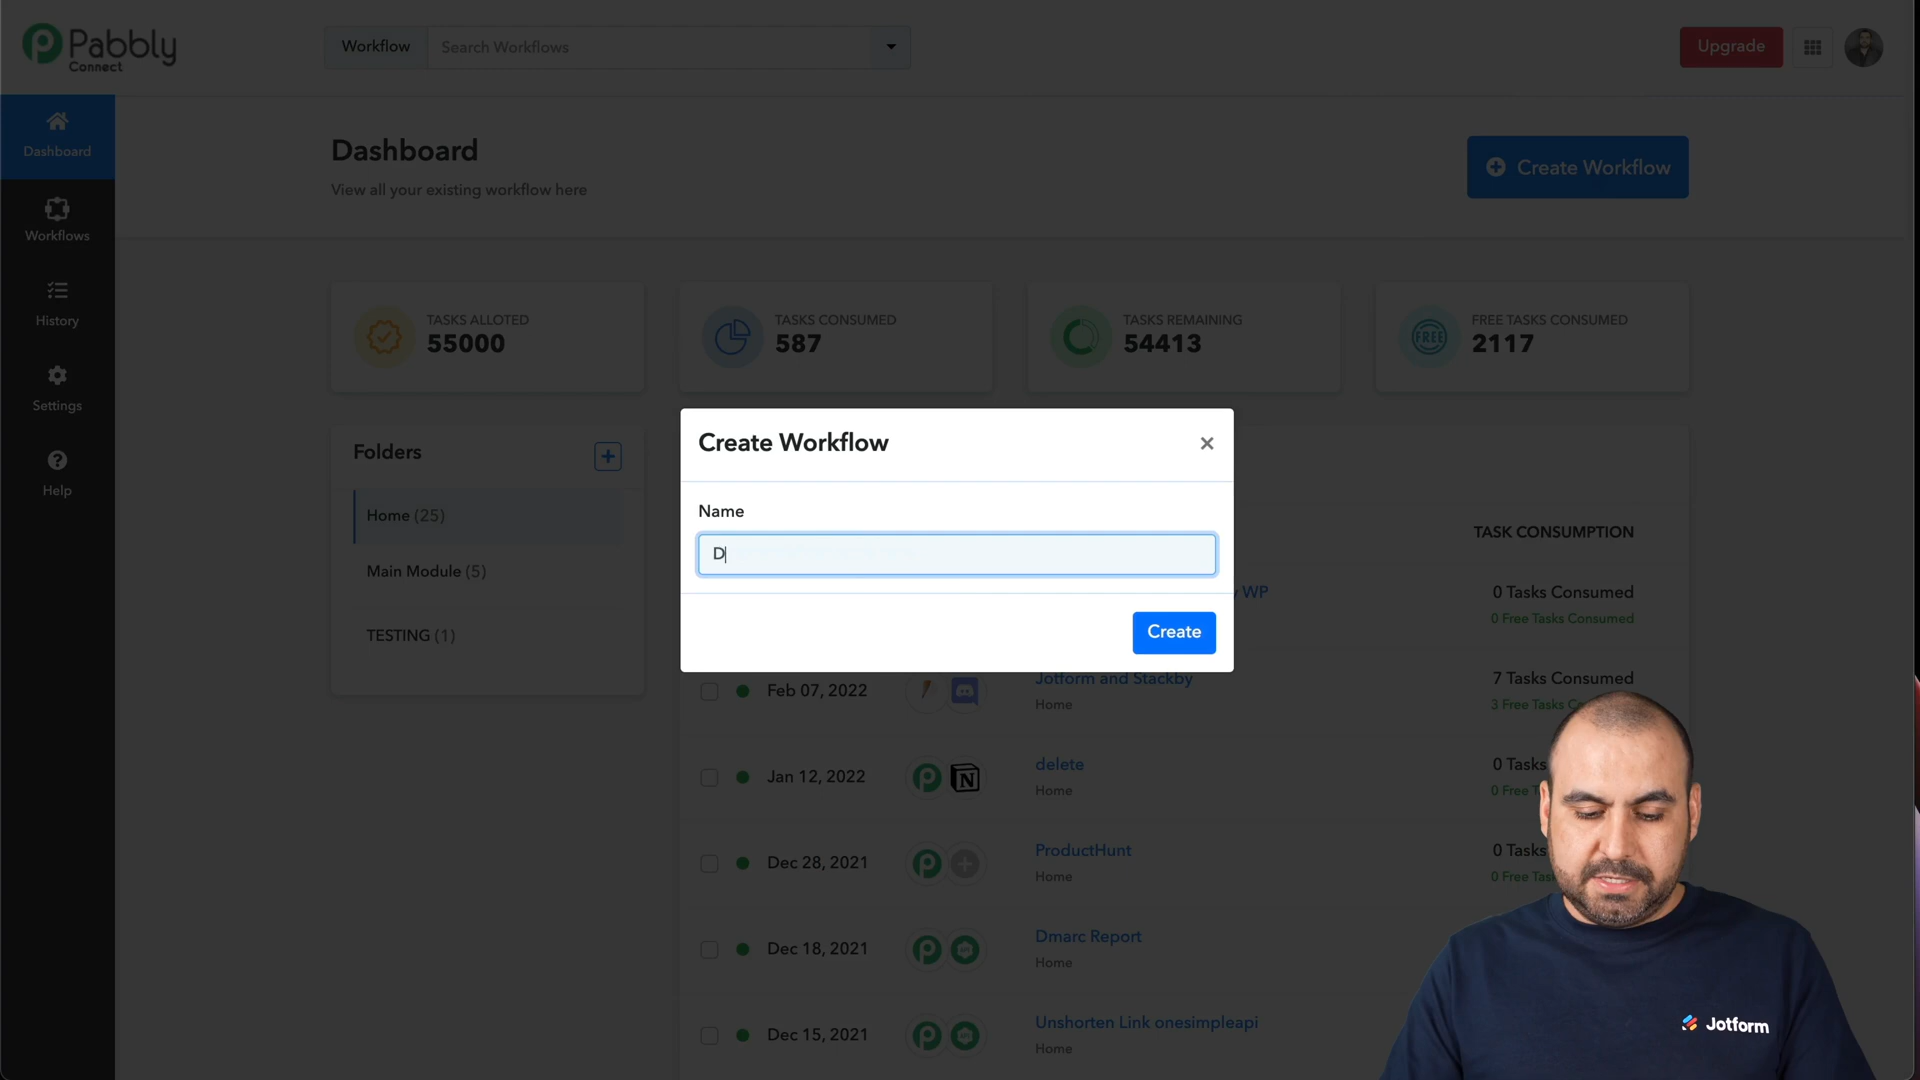 Pabbly
Connect
Workflow
Search Workflows
Upgrade
Dashboard
Workflows
History
Settings
Help
Dashboard
View all your existing workflow here
Create Workflow
TASKS ALLOTED
55000
TASKS CONSUMED
587
TASKS REMAINING
54413
FREE TASKS CONSUMED
2117
FREE
Folders
Home (25)
Main Module (5)
TESTING (1)
Create Workflow
×
Name
D
Create
TASK CONSUMPTION
WP
0 Tasks Consumed
0 Free Tasks Consumed
Feb 07, 2022
Jotform and Stackby
Home
7 Tasks Consumed
3 Free Tasks
Jan 12, 2022
delete
Home
0 Tasks
0 Free
Dec 28, 2021
ProductHunt
Home
0 Tasks
0 Free
Dec 18, 2021
Dmarc Report
Home
Dec 15, 2021
Unshorten Link onesimpleapi
Home
Jotform